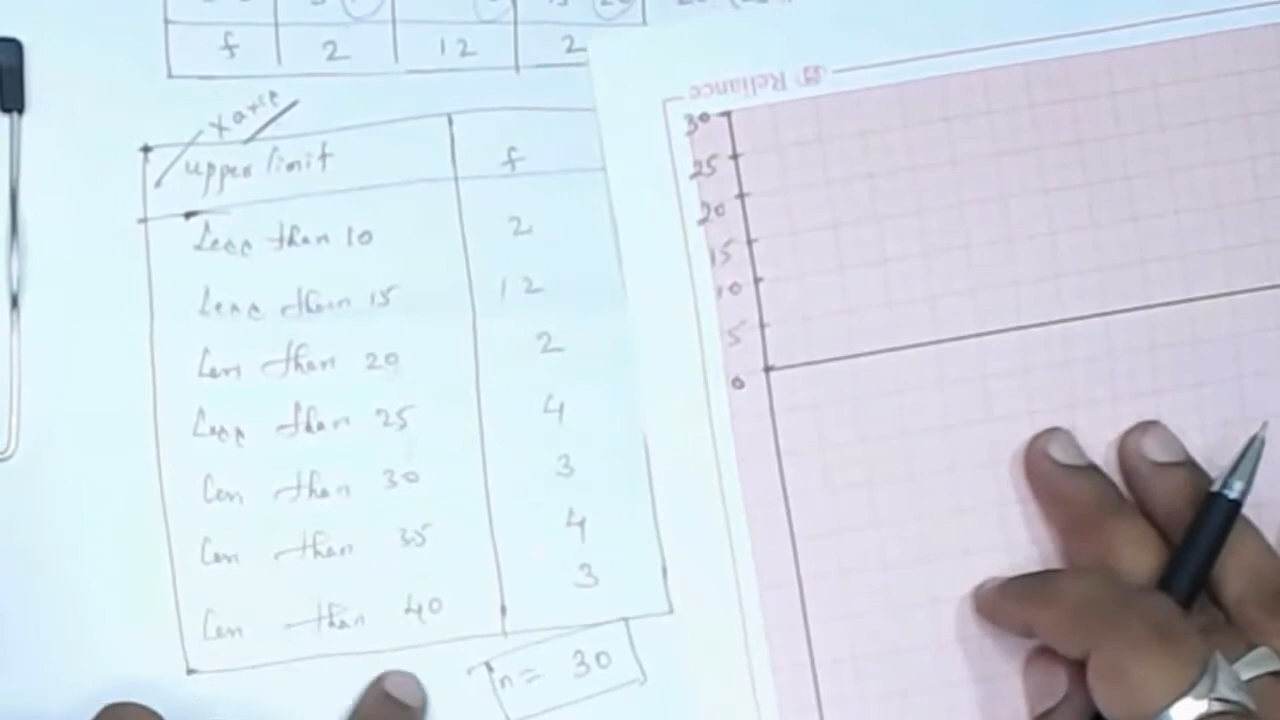 f 2 12 2
x axis
upper limit f
Less than 10 2
Less than 15 12
Less than 20 2
Less than 25 4
Less than 30 3
Less than 35 4
Less than 40 3
n = 30
Reliance
30
25
20
15
10
5
0